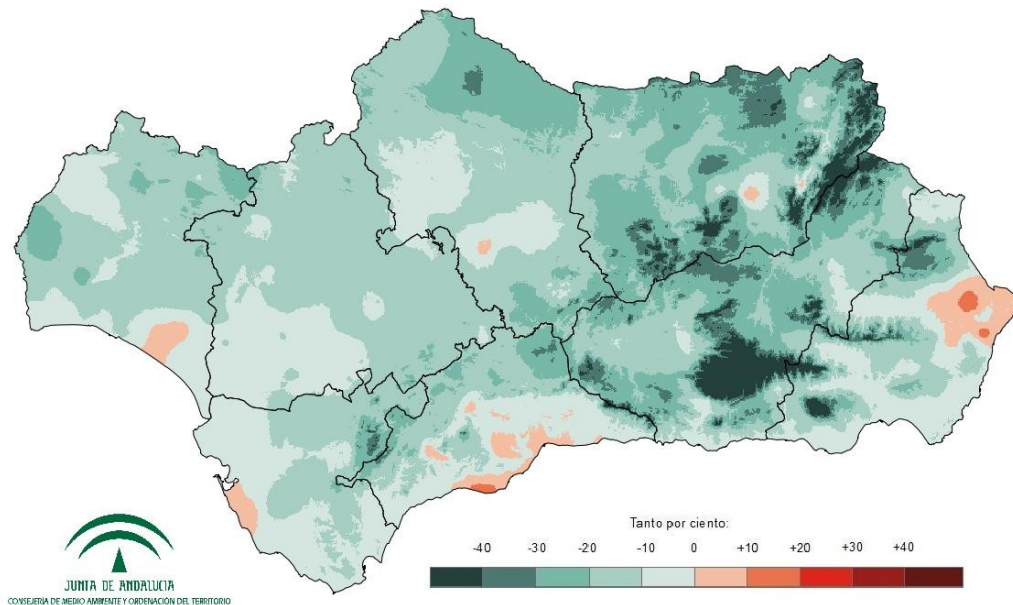 Tanto por ciento:
-40 -30 -20 -10 0 +10 +20 +30 +40
JUNTA DE ANDALUCIA
CONSEJERÍA DE MEDIO AMBIENTE Y ORDENACIÓN DEL TERRITORIO